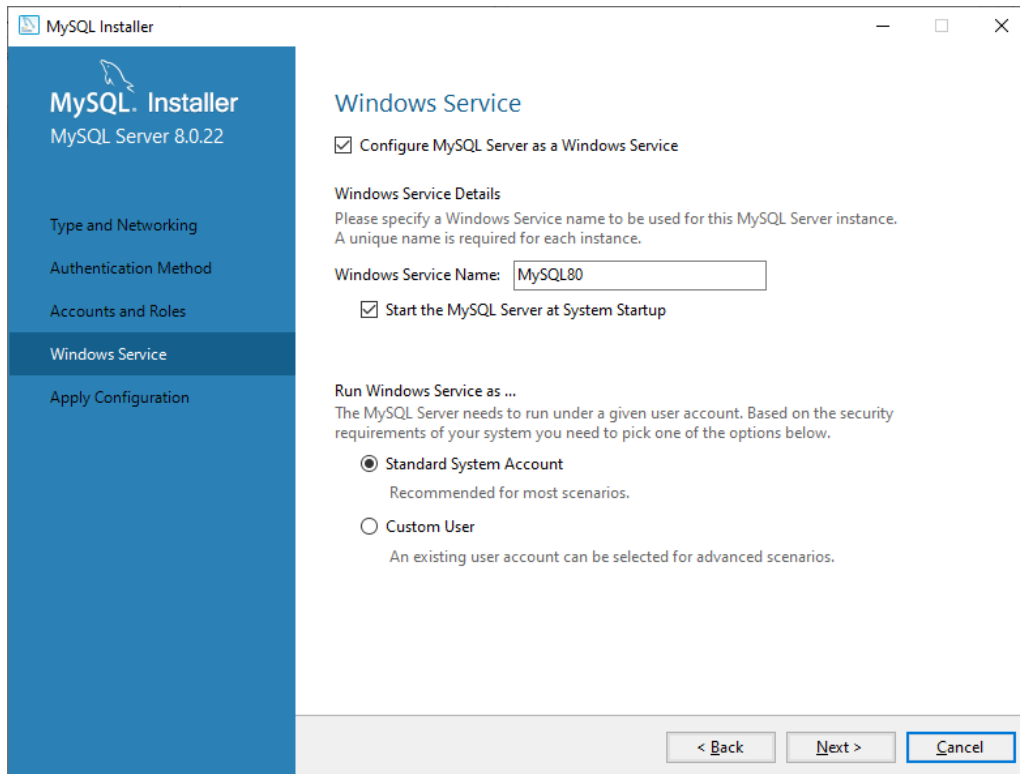 MySQL Installer
MySQL. Installer
MySQL Server 8.0.22
Type and Networking
Authentication Method
Accounts and Roles
Windows Service
Apply Configuration
Windows Service
Configure MySQL Server as a Windows Service
Windows Service Details
Please specify a Windows Service name to be used for this MySQL Server instance.
A unique name is required for each instance.
Windows Service Name: MySQL80
Start the MySQL Server at System Startup
Run Windows Service as ...
The MySQL Server needs to run under a given user account. Based on the security
requirements of your system you need to pick one of the options below.
Standard System Account
Recommended for most scenarios.
Custom User
An existing user account can be selected for advanced scenarios.
< Back Next > Cancel